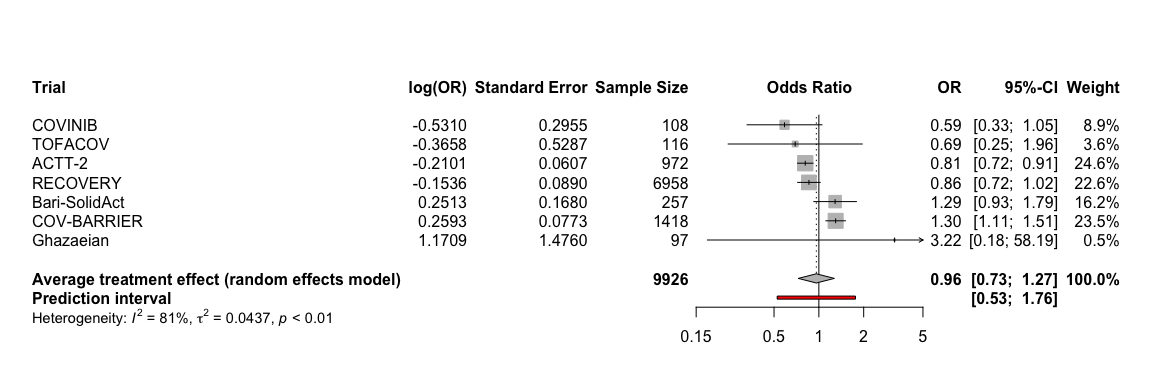 Trial log(OR) Standard Error Sample Size Odds Ratio OR 95%-CI Weight
COVINIB -0.5310 0.2955 108 0.59 [0.33; 1.05] 8.9%
TOFACOV -0.3658 0.5287 116 0.69 [0.25; 1.96] 3.6%
ACTT-2 -0.2101 0.0607 972 0.81 [0.72; 0.91] 24.6%
RECOVERY -0.1536 0.0890 6958 0.86 [0.72; 1.02] 22.6%
Bari-SolidAct 0.2513 0.1680 257 1.29 [0.93; 1.79] 16.2%
COV-BARRIER 0.2593 0.0773 1418 1.30 [1.11; 1.51] 23.5%
Ghazaeian 1.1709 1.4760 97 3.22 [0.18; 58.19] 0.5%
Average treatment effect (random effects model) 9926 0.96 [0.73; 1.27] 100.0%
Prediction interval [0.53; 1.76]
Heterogeneity: I² = 81%, τ² = 0.0437, p < 0.01
0.15 0.5 1 2 5